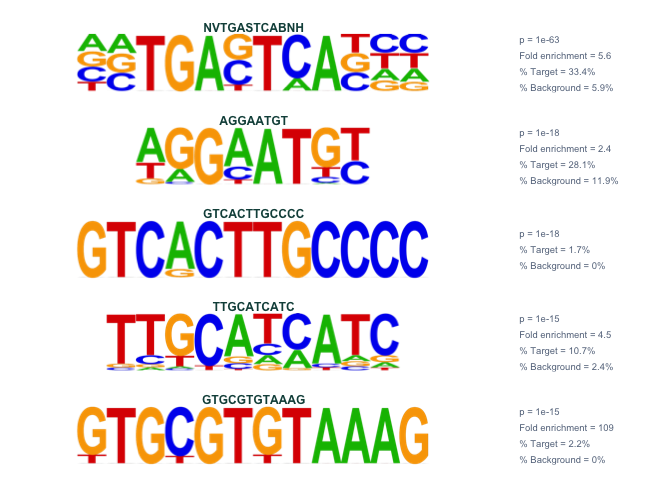 NVTGASTCABNH
p = 1e-63
Fold enrichment = 5.6
% Target = 33.4%
% Background = 5.9%
AGGAATGT
p = 1e-18
Fold enrichment = 2.4
% Target = 28.1%
% Background = 11.9%
GTCACTTGCCCC
GTCACTTGCCCC
p = 1e-18
% Target = 1.7%
% Background = 0%
TTGCATCATC
p = 1e-15
Fold enrichment = 4.5
% Target = 10.7%
% Background = 2.4%
GTGCGTGTAAAG
GTGCGTGTAAAG
p = 1e-15
Fold enrichment = 109
% Target = 2.2%
% Background = 0%